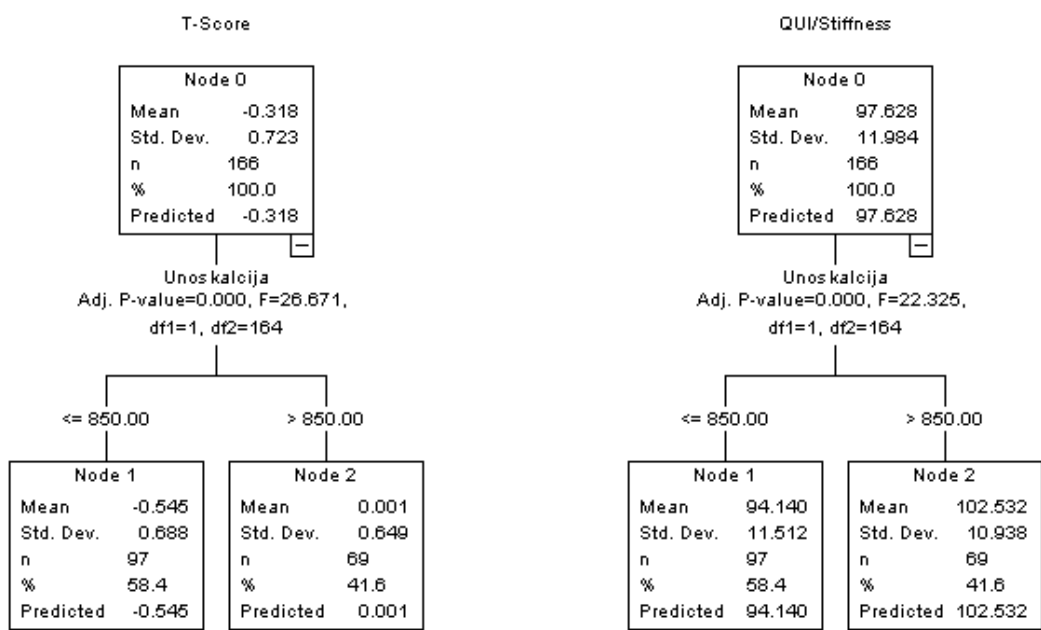 T-Score
Node 0
Mean -0.318
Std. Dev. 0.723
n 166
% 100.0
Predicted -0.318
Unos kalcija
Adj. P-value=0.000, F=26.671,
df1=1, df2=164
<= 850.00
> 850.00
Node 1
Mean -0.545
Std. Dev. 0.688
n 97
% 58.4
Predicted -0.545
Node 2
Mean 0.001
Std. Dev. 0.649
n 69
% 41.6
Predicted 0.001
QUI/Stiffness
Node 0
Mean 97.628
Std. Dev. 11.984
n 166
% 100.0
Predicted 97.628
Unos kalcija
Adj. P-value=0.000, F=22.325,
df1=1, df2=164
<= 850.00
> 850.00
Node 1
Mean 94.140
Std. Dev. 11.512
n 97
% 58.4
Predicted 94.140
Node 2
Mean 102.532
Std. Dev. 10.938
n 69
% 41.6
Predicted 102.532